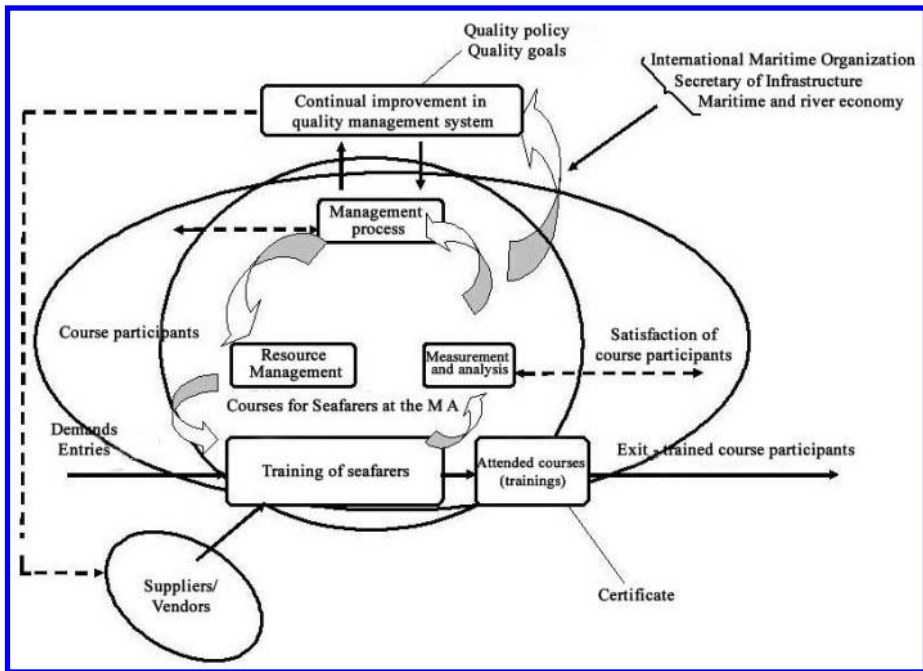 Quality policy
Quality goals
International Maritime Organization
Secretary of Infrastructure
Maritime and river economy
Continual improvement in
quality management system
Management
process
Course participants
Resource
Management
Measurement
and analysis
Satisfaction of
course participants
Courses for Seafarers at the M A
Demands
Entries
Training of seafarers
Attended courses
(trainings)
Exit - trained course participants
Suppliers/
Vendors
Certificate